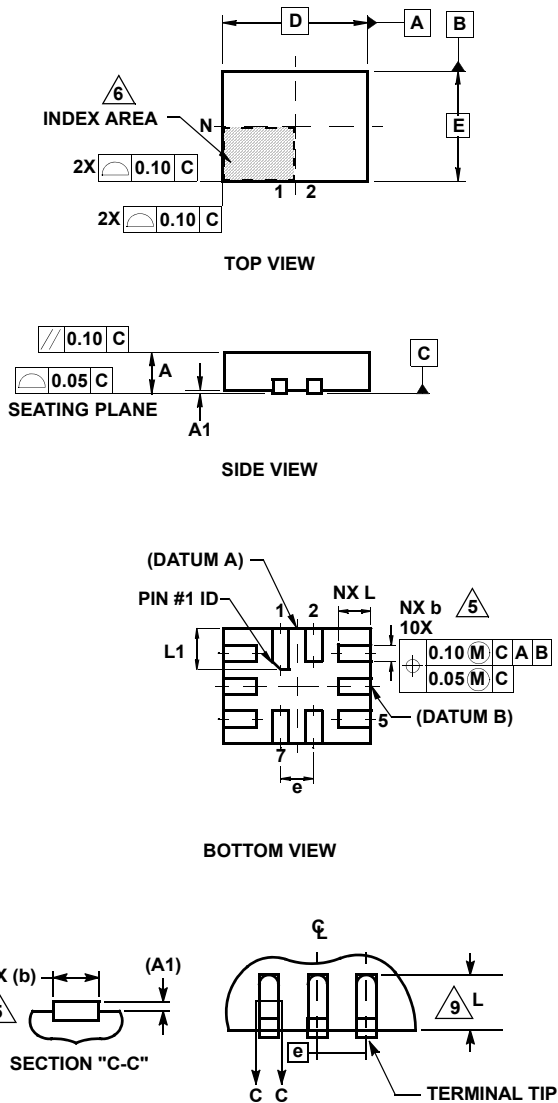 D
A
B
6
INDEX AREA
N
E
2X ⌓ 0.10 C
1 2
2X ⌓ 0.10 C
TOP VIEW
// 0.10 C
A
C
⌓ 0.05 C
SEATING PLANE
A1
SIDE VIEW
(DATUM A)
PIN #1 ID
1 2
NX L
NX b 5
10X
L1
⌖ 0.10 Ⓜ C A B
0.05 Ⓜ C
5
(DATUM B)
7
e
BOTTOM VIEW
X (b)
(A1)
SECTION "C-C"
CL
9 L
e
C C
TERMINAL TIP